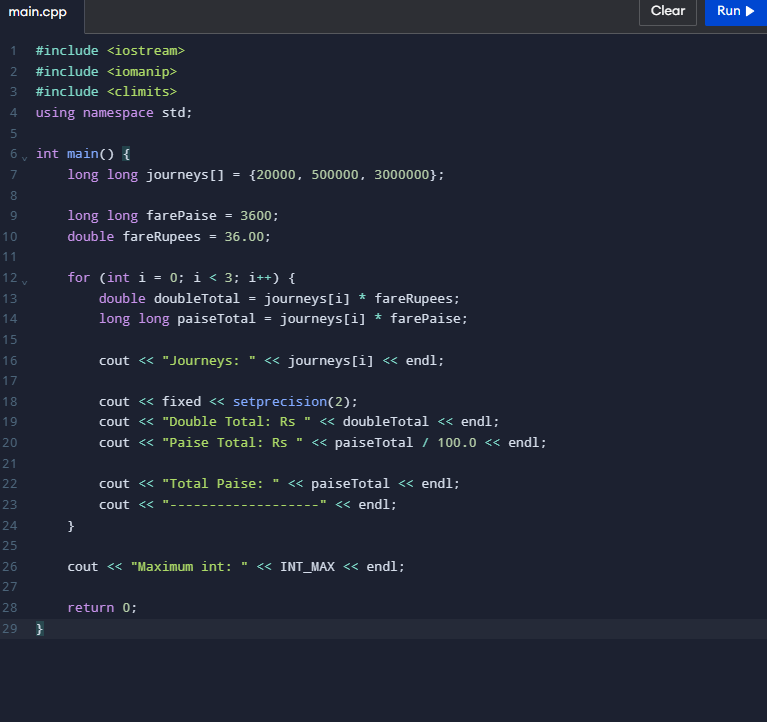 main.cpp
Clear
Run
1 #include <iostream>
2 #include <iomanip>
3 #include <climits>
4 using namespace std;
5
6 int main() {
7     long long journeys[] = {20000, 500000, 3000000};
8
9     long long farePaise = 3600;
10     double fareRupees = 36.00;
11
12     for (int i = 0; i < 3; i++) {
13         double doubleTotal = journeys[i] * fareRupees;
14         long long paiseTotal = journeys[i] * farePaise;
15
16         cout << "Journeys: " << journeys[i] << endl;
17
18         cout << fixed << setprecision(2);
19         cout << "Double Total: Rs " << doubleTotal << endl;
20         cout << "Paise Total: Rs " << paiseTotal / 100.0 << endl;
21
22         cout << "Total Paise: " << paiseTotal << endl;
23         cout << "-------------------" << endl;
24     }
25
26     cout << "Maximum int: " << INT_MAX << endl;
27
28     return 0;
29 }